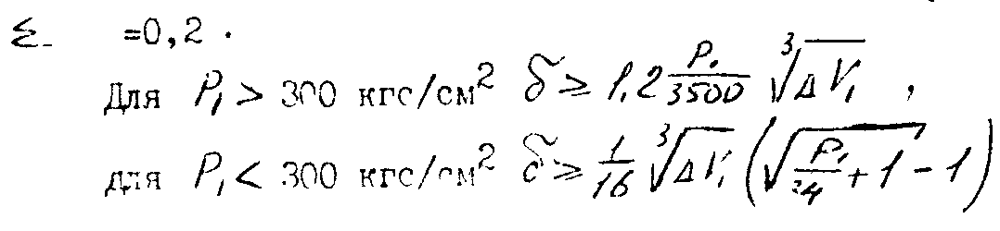 Σ =0,2 .
Для P₁ > 300 кгс/см² δ ≥ 1,2 P₁/3500 ∛ΔV₁ ,
для P₁ < 300 кгс/см² δ ≥ 1/16 ∛ΔV₁ (√(P₁/24 + 1) - 1)